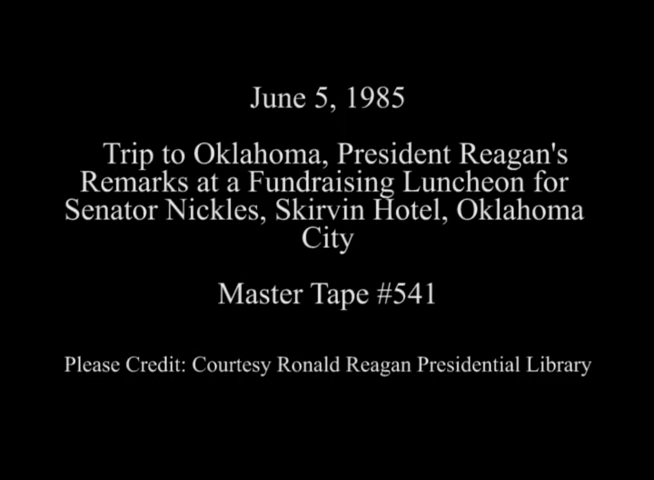 June 5, 1985
Trip to Oklahoma, President Reagan's
Remarks at a Fundraising Luncheon for
Senator Nickles, Skirvin Hotel, Oklahoma
City
Master Tape #541
Please Credit: Courtesy Ronald Reagan Presidential Library